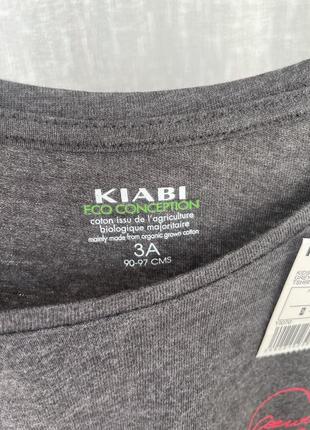 KIABI
ECO CONCEPTION
coton issu de l'agriculture
biologique majoritaire
mainly made from organic grown cotton
3A
90-97 CMS